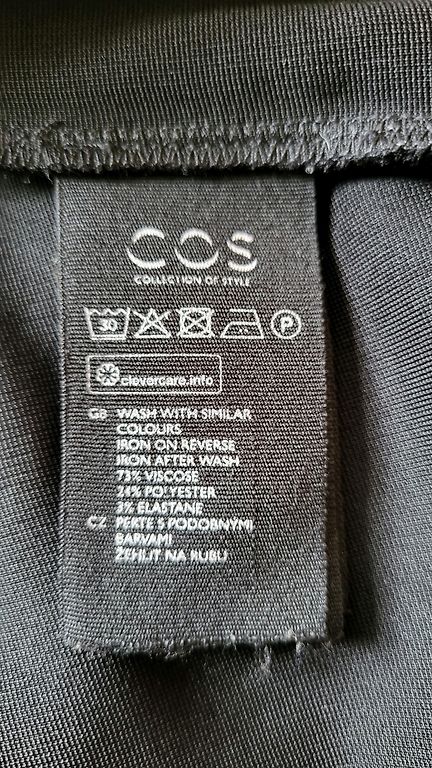 COS
COLLECTION OF STYLE
30 P
clevercare.info
GB WASH WITH SIMILAR
COLOURS
IRON ON REVERSE
IRON AFTER WASH
73% VISCOSE
24% POLYESTER
3% ELASTANE
CZ PERTE S PODOBNÝMI
BARVAMI
ŽEHLIT NA RUBU